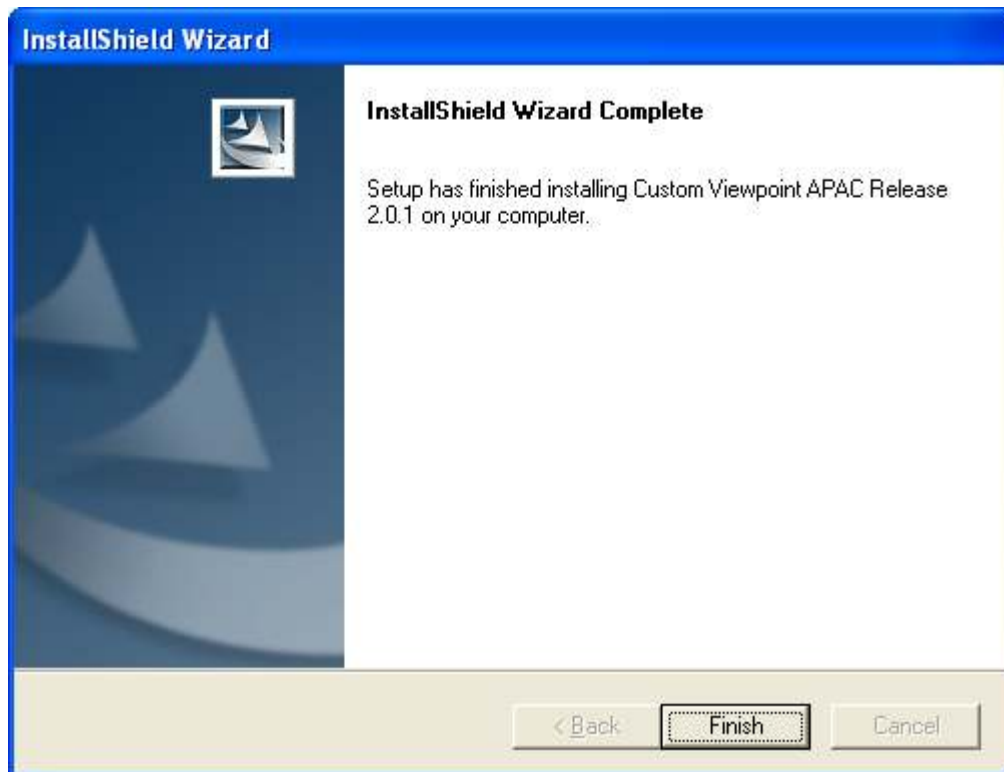 InstallShield Wizard
InstallShield Wizard Complete
Setup has finished installing Custom Viewpoint APAC Release
2.0.1 on your computer.
< Back Finish Cancel